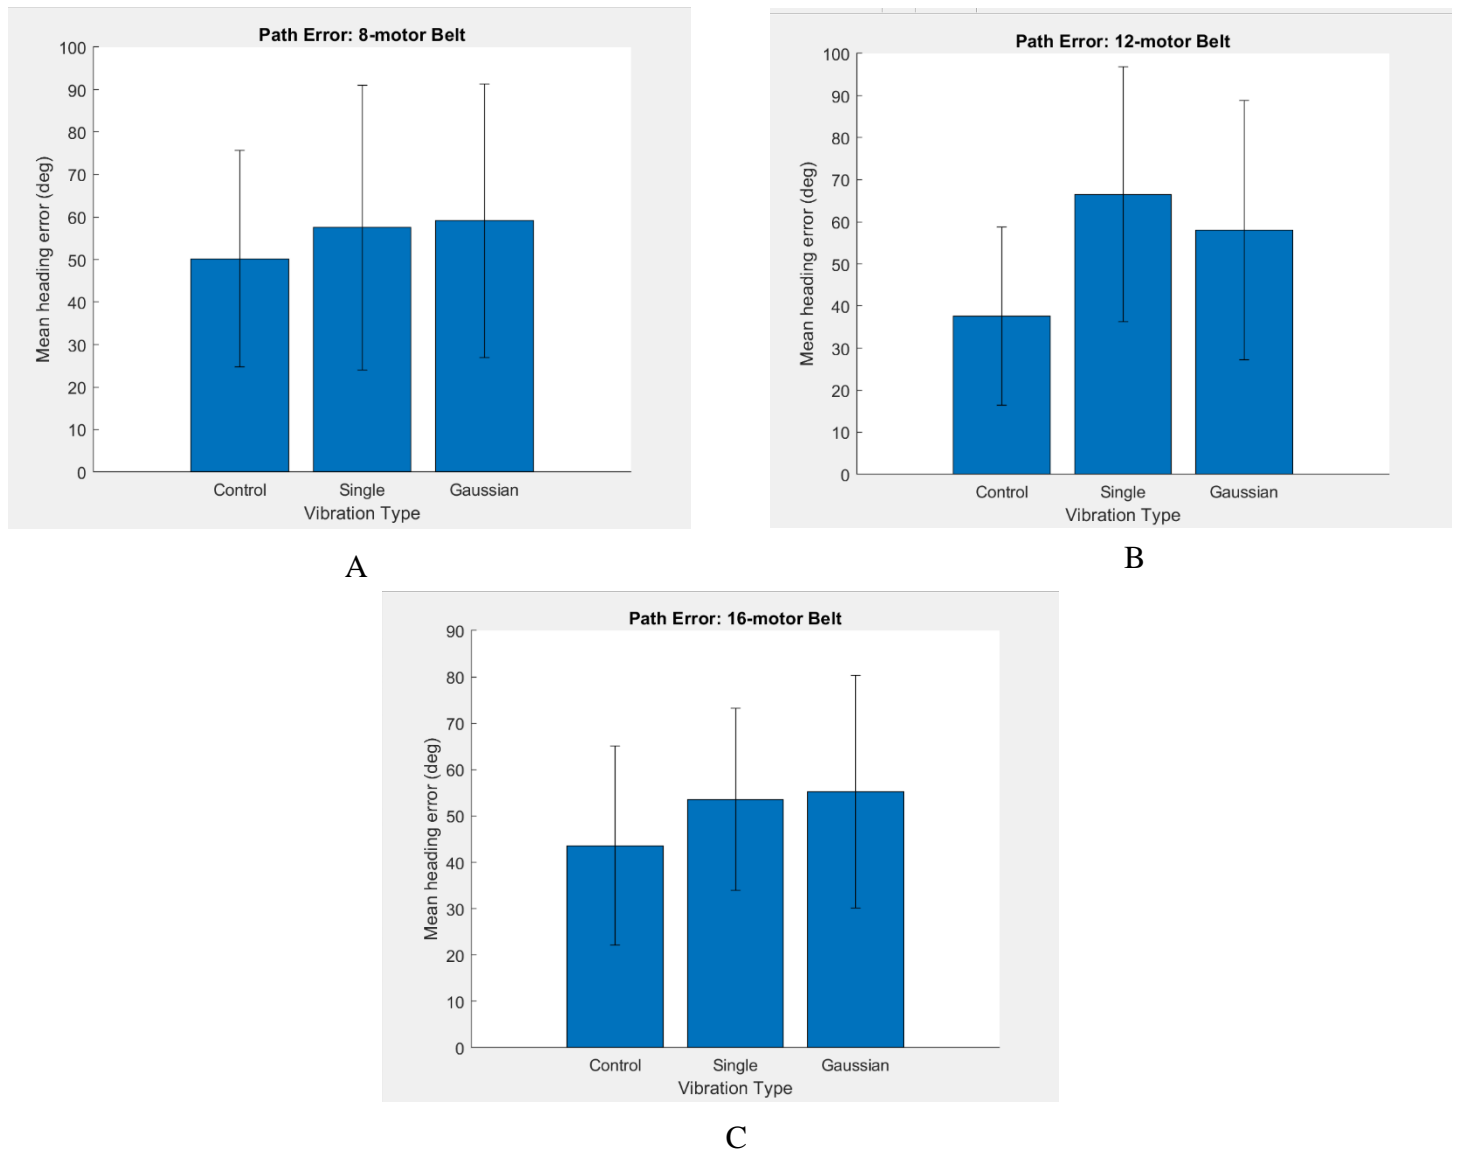 Path Error: 8-motor Belt
100
90
80
70
60
50
40
30
20
10
0
Mean heading error (deg)
Control Single Gaussian
Vibration Type
A
Path Error: 12-motor Belt
100
90
80
70
60
50
40
30
20
10
0
Mean heading error (deg)
Control Single Gaussian
Vibration Type
B
Path Error: 16-motor Belt
90
80
70
60
50
40
30
20
10
0
Mean heading error (deg)
Control Single Gaussian
Vibration Type
C